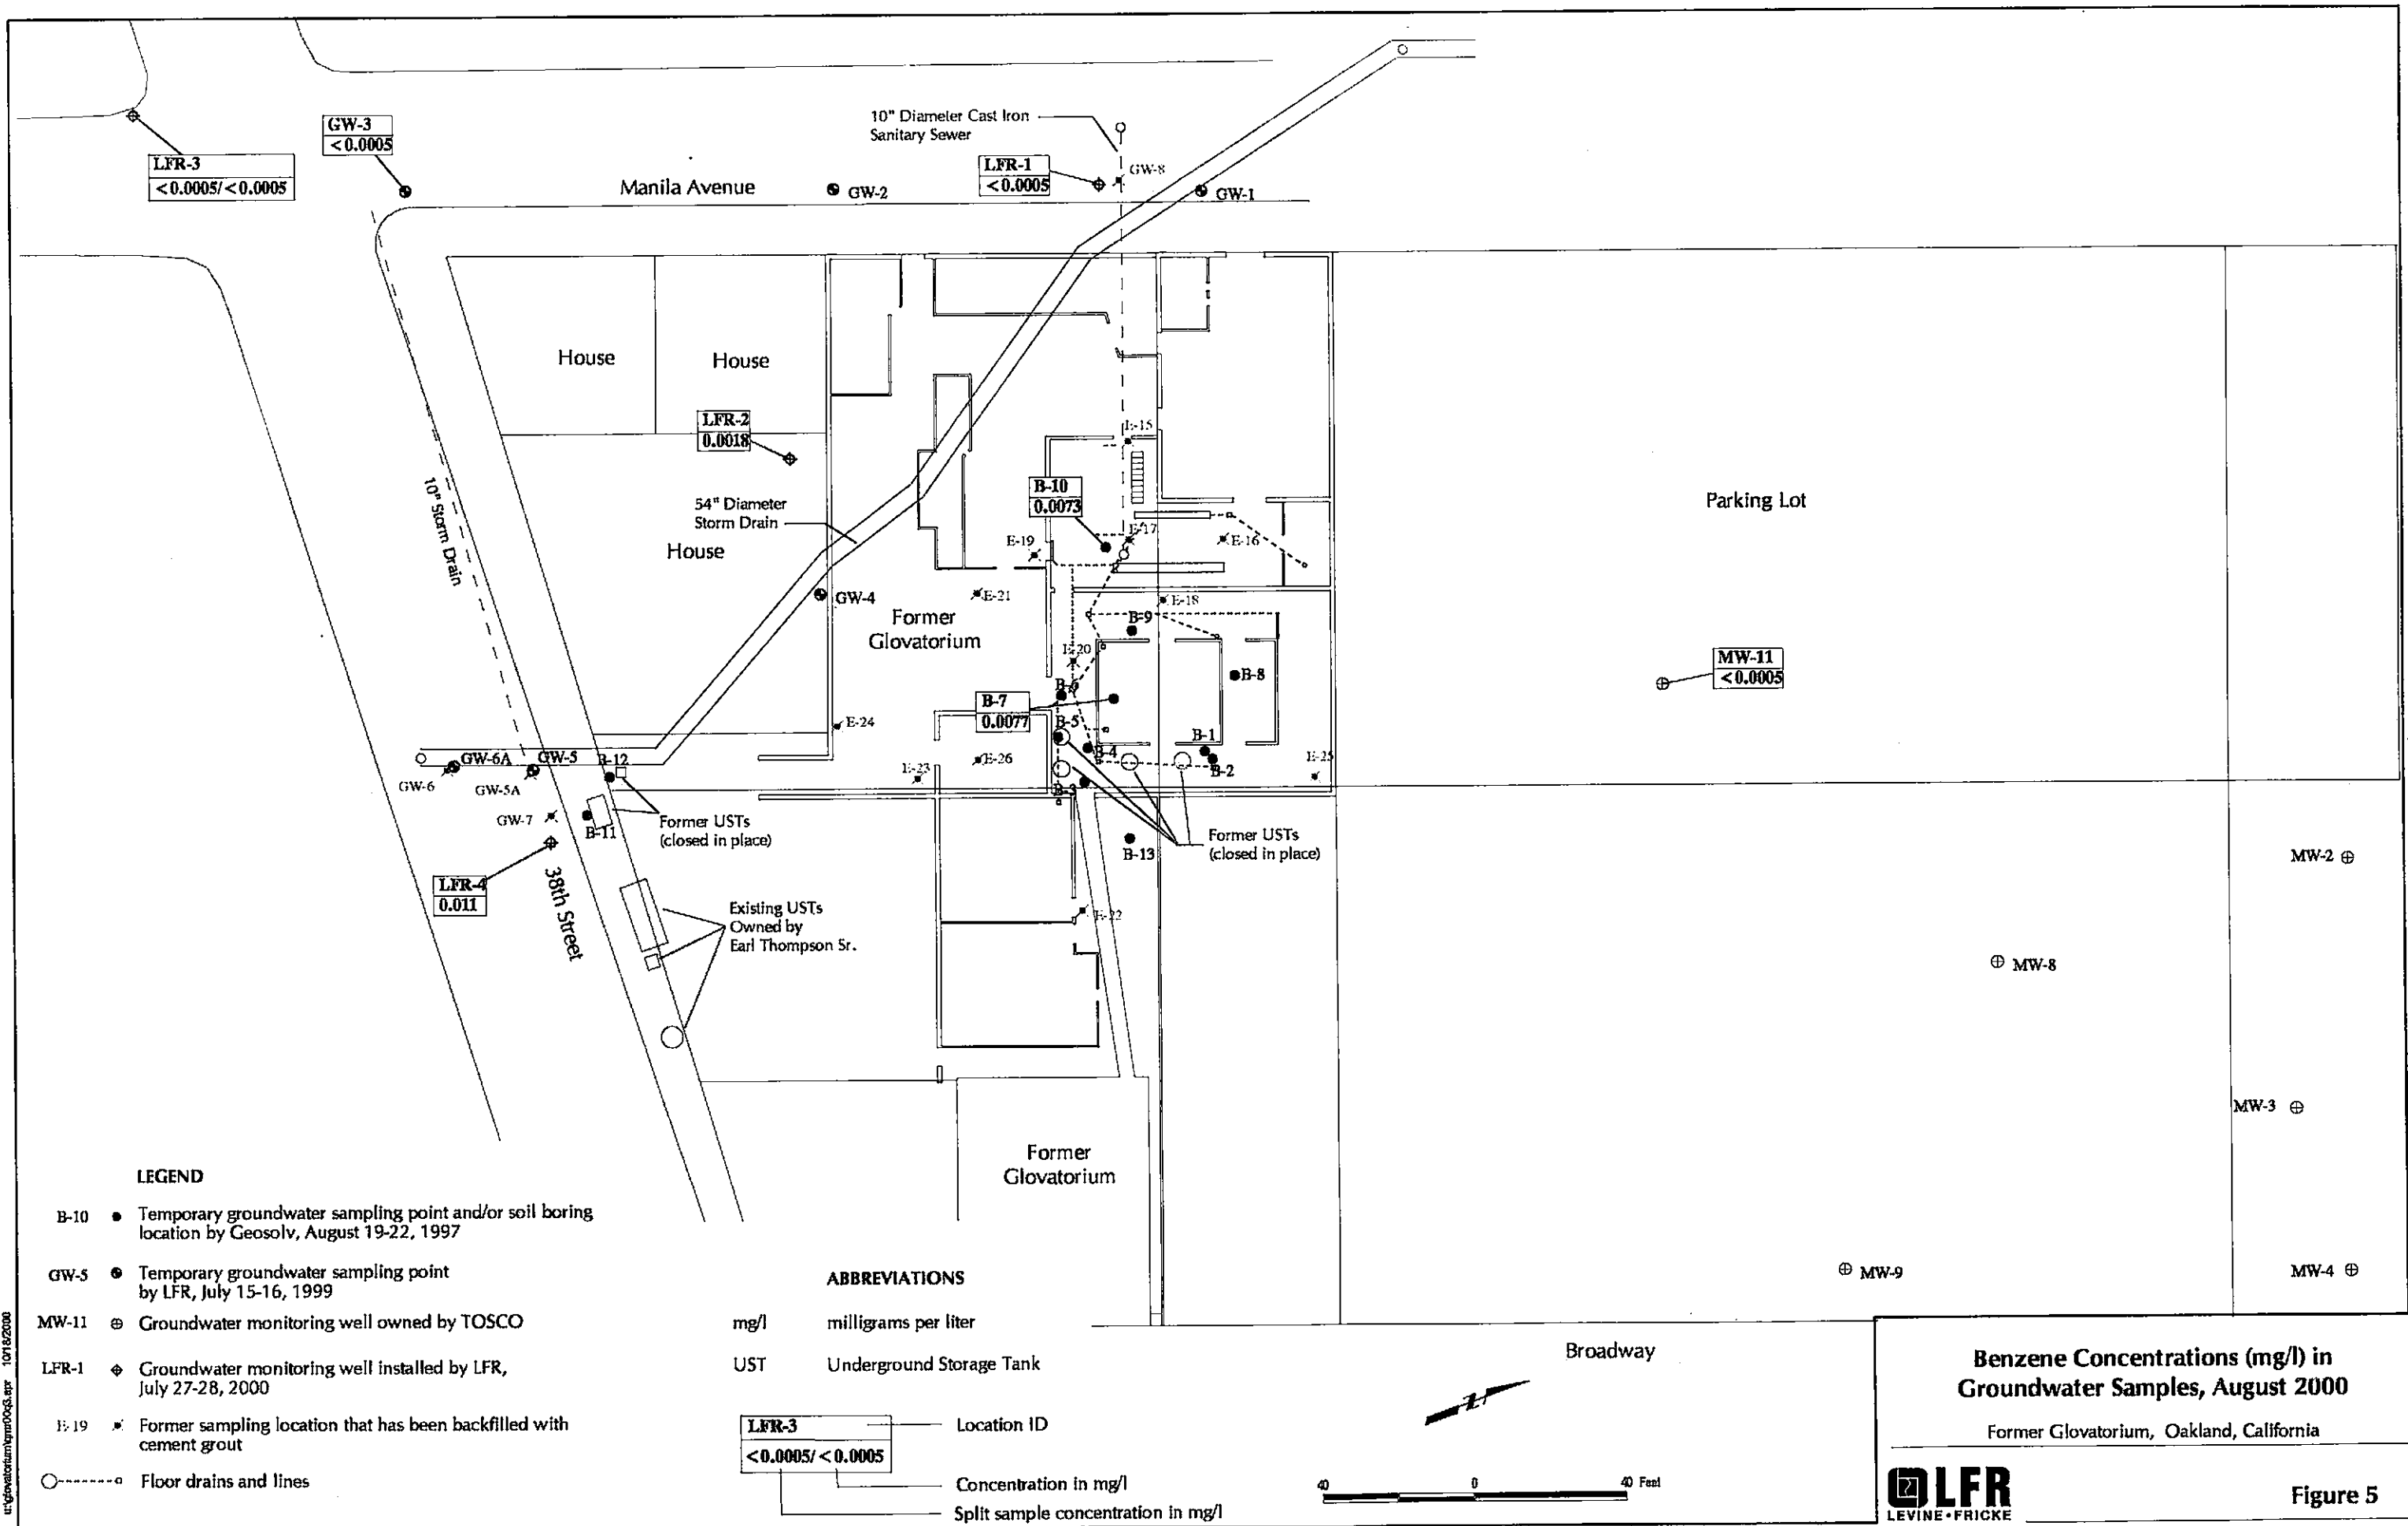 10" Diameter Cast Iron
Sanitary Sewer
GW-3
<0.0005
LFR-3
<0.0005/<0.0005
Manila Avenue
GW-2
LFR-1
<0.0005
GW-8
GW-1
House
House
LFR-2
0.0018
10" Storm Drain
54" Diameter
Storm Drain
House
E-15
B-10
0.0073
E-17
E-16
E-19
Parking Lot
GW-4
E-21
E-18
Former
Glovatorium
B-9
E-20
B-8
MW-11
<0.0005
B-6
B-7
0.0077
B-5
E-24
B-4
B-1
B-2
E-25
GW-6A
GW-5
B-12
GW-6
GW-5A
E-23
E-26
B-3
GW-7
B-11
Former USTs
(closed in place)
B-13
Former USTs
(closed in place)
MW-2
LFR-4
0.011
38th Street
Existing USTs
Owned by
Earl Thompson Sr.
E-22
MW-8
MW-3
Former
Glovatorium
MW-9
MW-4
LEGEND
B-10 Temporary groundwater sampling point and/or soil boring
location by Geosolv, August 19-22, 1997
GW-5 Temporary groundwater sampling point
by LFR, July 15-16, 1999
MW-11 Groundwater monitoring well owned by TOSCO
LFR-1 Groundwater monitoring well installed by LFR,
July 27-28, 2000
E-19 Former sampling location that has been backfilled with
cement grout
Floor drains and lines
ABBREVIATIONS
mg/l milligrams per liter
UST Underground Storage Tank
LFR-3 Location ID
<0.0005/<0.0005
Concentration in mg/l
Split sample concentration in mg/l
Broadway
Z
40 0 40 Feet
Benzene Concentrations (mg/l) in
Groundwater Samples, August 2000
Former Glovatorium, Oakland, California
LFR
LEVINE•FRICKE
Figure 5
10/18/2000